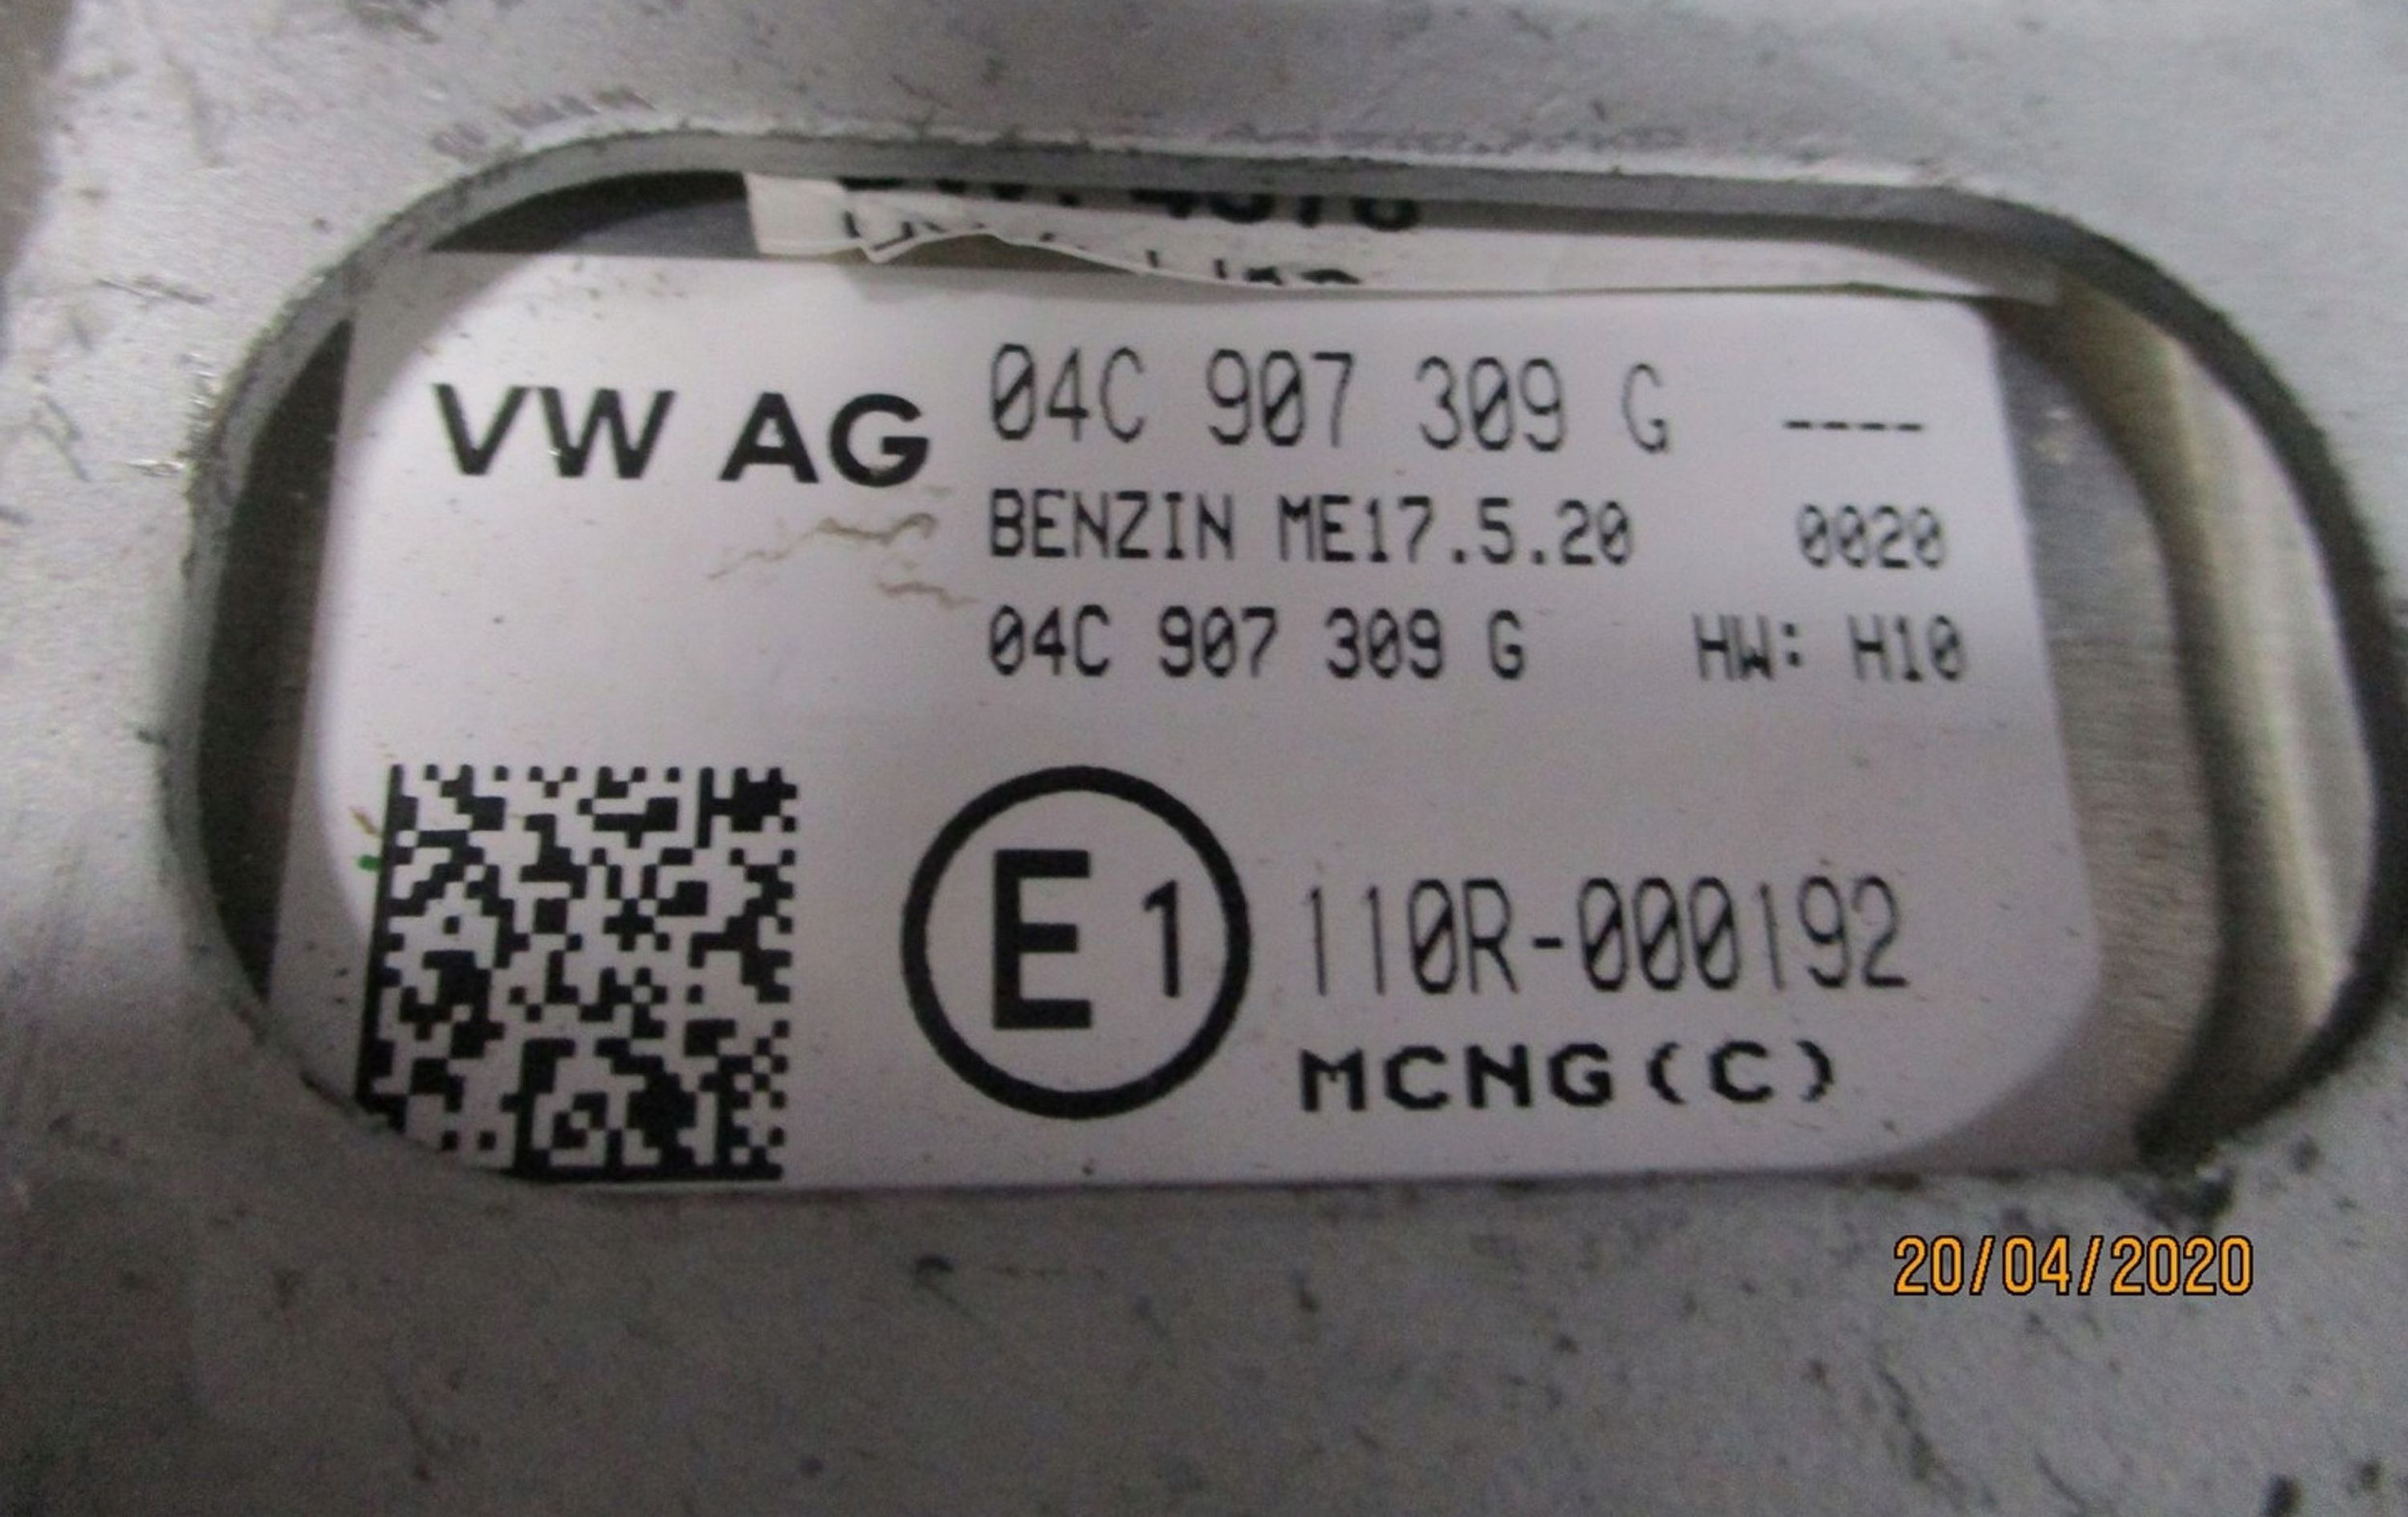 VW AG 04C 907 309 G ----
BENZIN ME17.5.20 0020
04C 907 309 G HW: H10
E1 110R-000192
MCNG(C)
20/04/2020